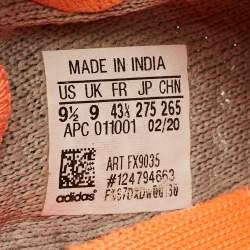 MADE IN INDIA
US UK FR JP CHN
9½ 9 43⅓ 275 265
APC 011001 02/20
ART FX9035
#124794663
adidas